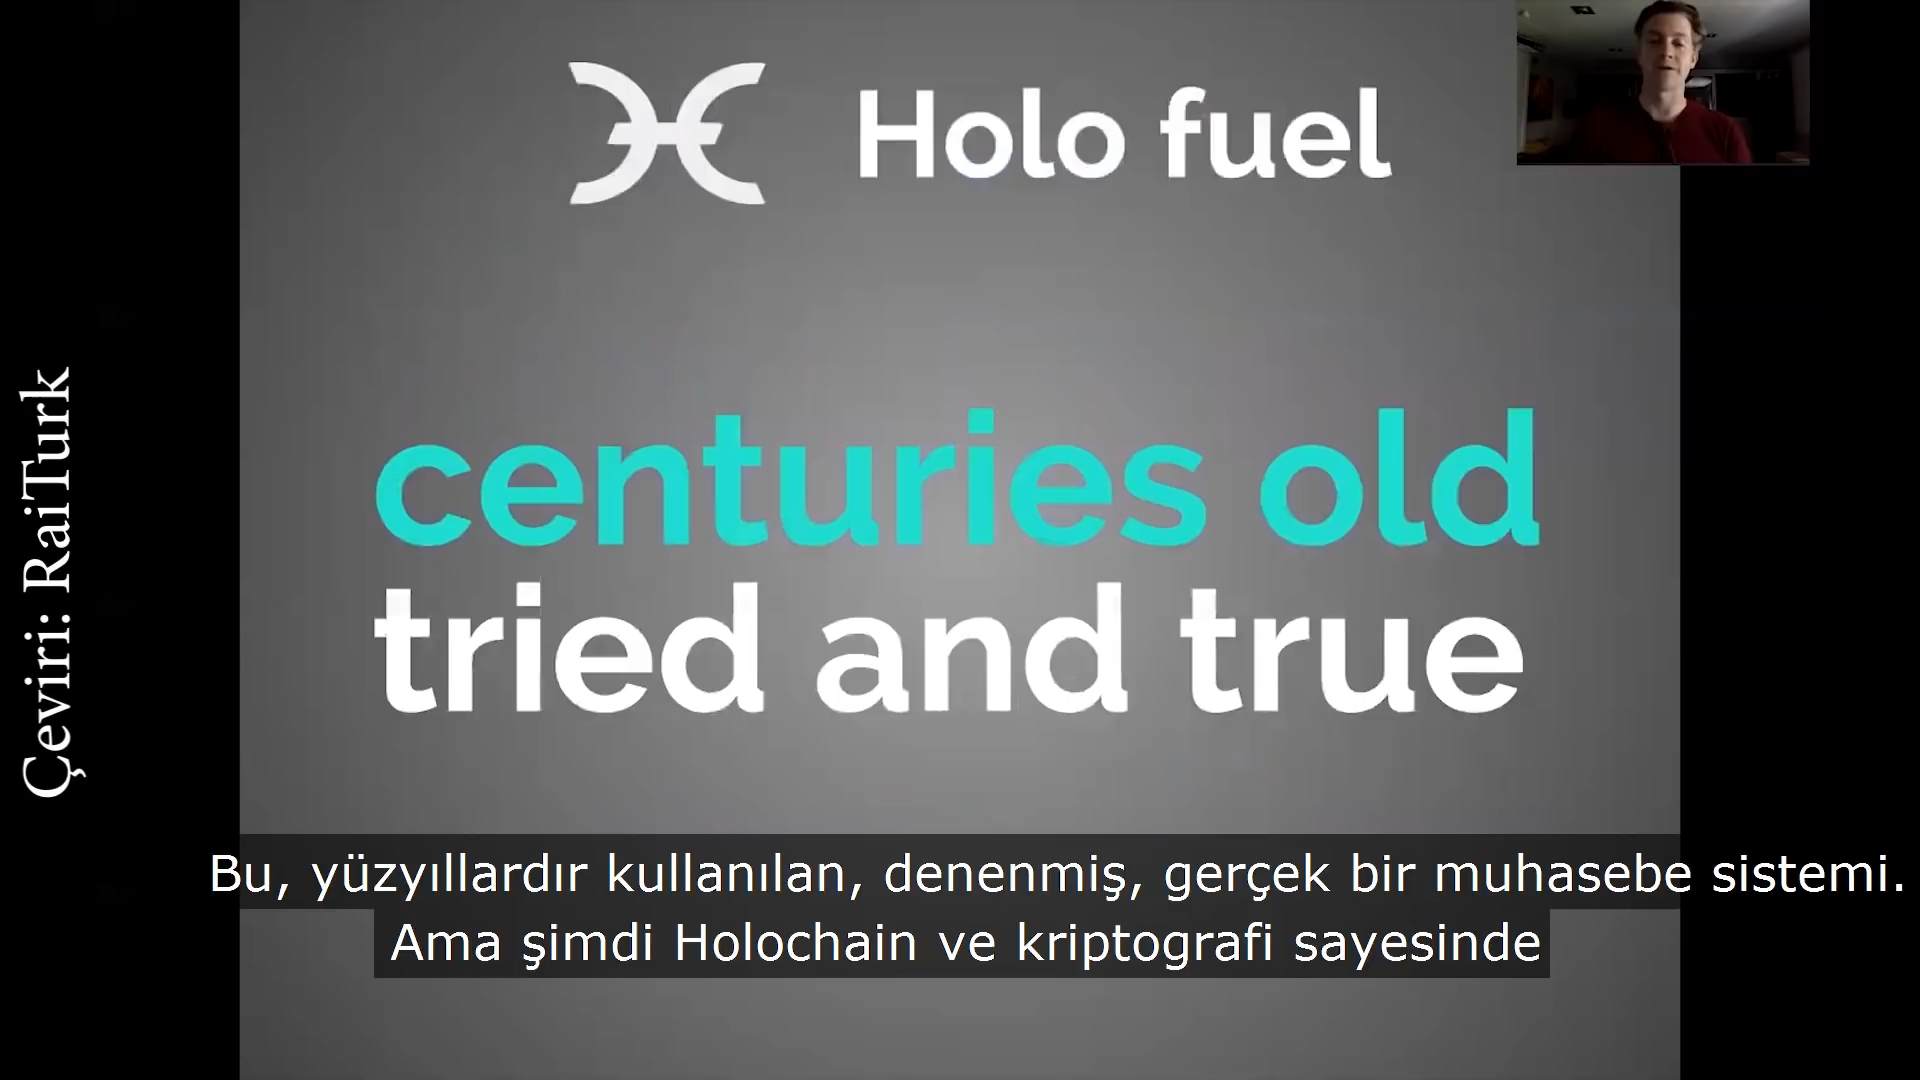 Holo fuel
centuries old
tried and true
Çeviri: RaiTurk
Bu, yüzyıllardır kullanılan, denenmiş, gerçek bir muhasebe sistemi.
Ama şimdi Holochain ve kriptografi sayesinde